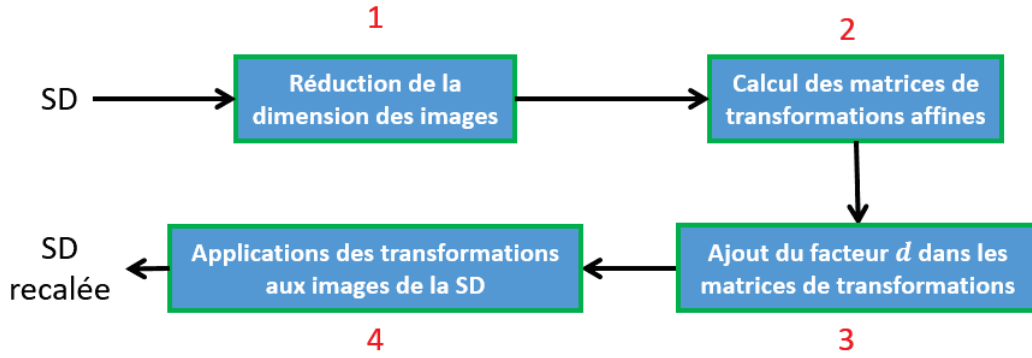 1
2
SD
Réduction de la
dimension des images
Calcul des matrices de
transformations affines
SD
recalée
Applications des transformations
aux images de la SD
Ajout du facteur d dans les
matrices de transformations
4
3